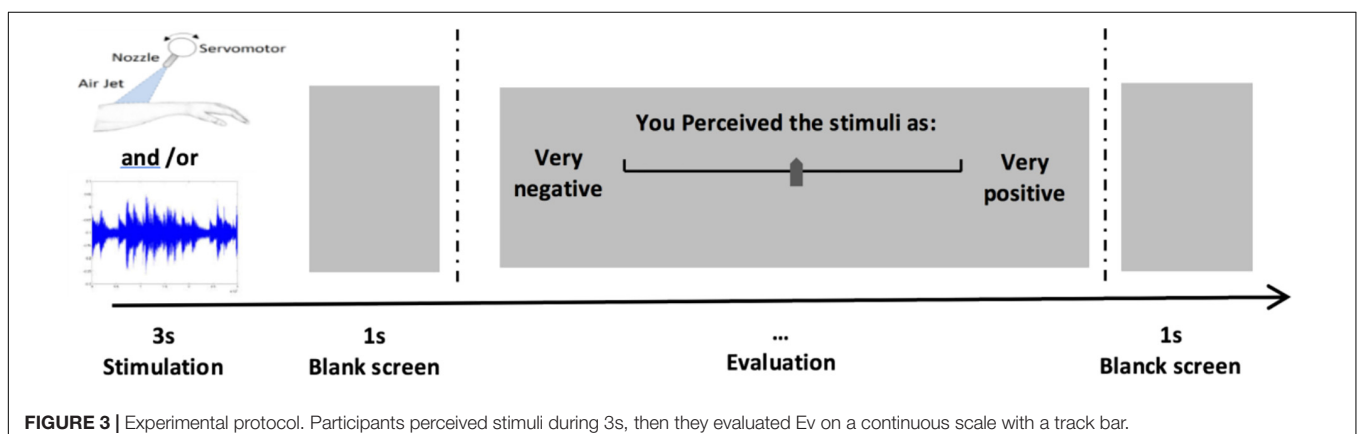 Servomotor
Nozzle
Air Jet
and /or
You Perceived the stimuli as:
Very
negative
Very
positive
3s
Stimulation
1s
Blank screen
...
Evaluation
1s
Blanck screen
FIGURE 3 | Experimental protocol. Participants perceived stimuli during 3s, then they evaluated Ev on a continuous scale with a track bar.